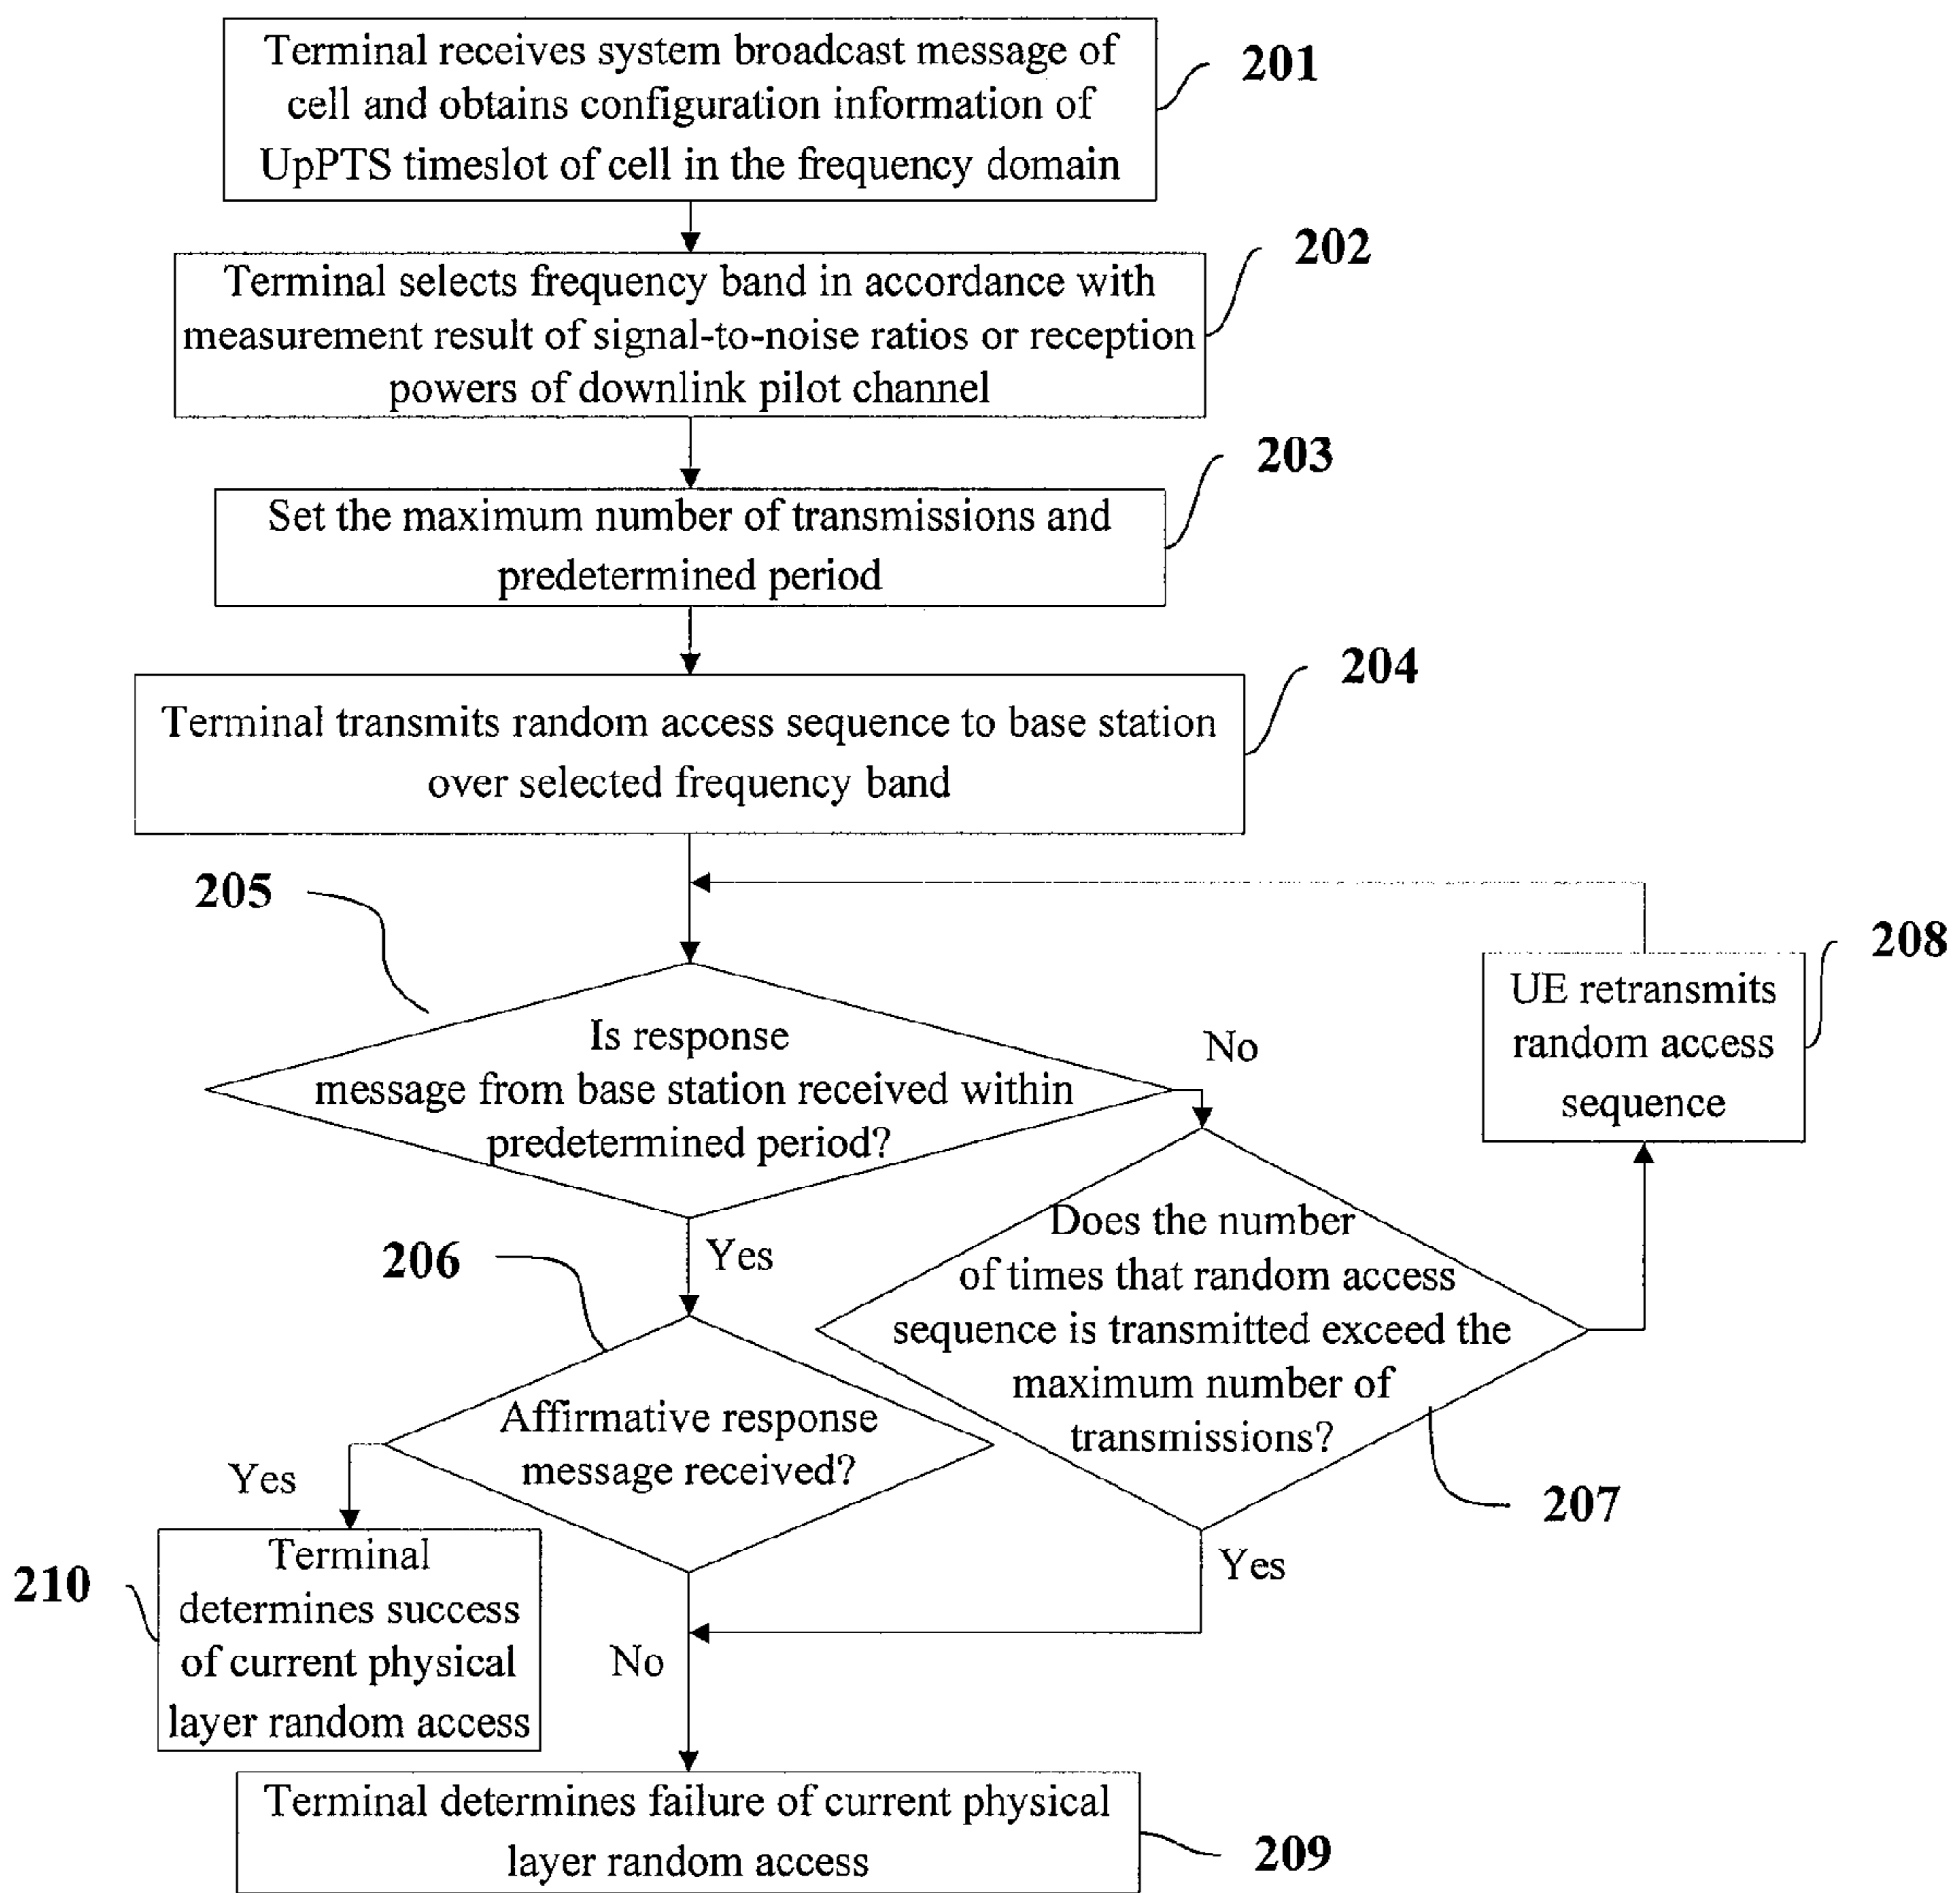 Terminal receives system broadcast message of
cell and obtains configuration information of
UpPTS timeslot of cell in the frequency domain
201
Terminal selects frequency band in accordance with
measurement result of signal-to-noise ratios or reception
powers of downlink pilot channel
202
Set the maximum number of transmissions and
predetermined period
203
Terminal transmits random access sequence to base station
over selected frequency band
204
205
Is response
message from base station received within
predetermined period?
No
UE retransmits
random access
sequence
208
Yes
206
Does the number
of times that random access
sequence is transmitted exceed the
maximum number of
transmissions?
207
Affirmative response
message received?
Yes
Yes
No
210
Terminal
determines success
of current physical
layer random access
Terminal determines failure of current physical
layer random access
209